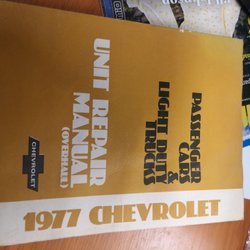 PASSENGER
CARS
&
LIGHT DUTY
TRUCKS
UNIT REPAIR
MANUAL
(OVERHAUL)
CHEVROLET
1977 CHEVROLET